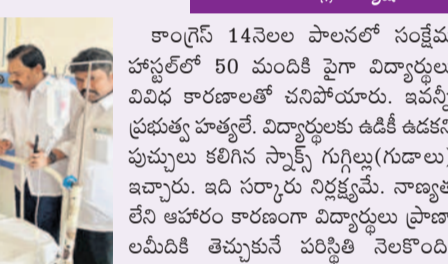 కాంగ్రెస్ 14నెలల పాలనలో సంక్షేమ
హాస్టల్‌లో 50 మందికి పైగా విద్యార్థులు
వివిధ కారణాలతో చనిపోయారు. ఇవన్నీ
ప్రభుత్వ హత్యలే. విద్యార్థులకు ఉడికీ ఉడకని
పుచ్చులు కలిగిన స్నాక్స్ గుగ్గిల్లు(గుడాలు)
ఇచ్చారు. ఇది సర్కారు నిర్లక్ష్యమే. నాణ్యత
లేని ఆహారం కారణంగా విద్యార్థులు ప్రాణా
లమీదికి తెచ్చుకునే పరిస్థితి నెలకొంది.